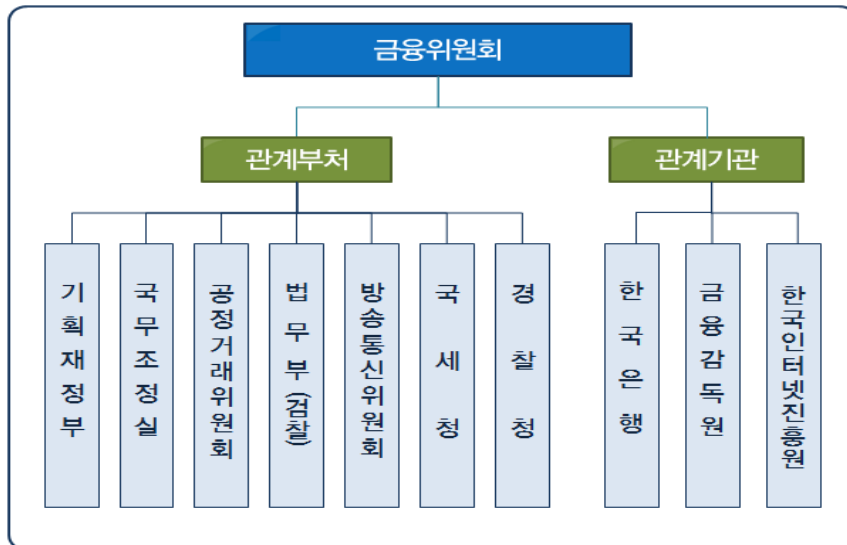 금융위원회
관계부처
관계기관
기획재정부
국무조정실
공정거래위원회
법무부(검찰)
방송통신위원회
국세청
경찰청
한국은행
금융감독원
한국인터넷진흥원